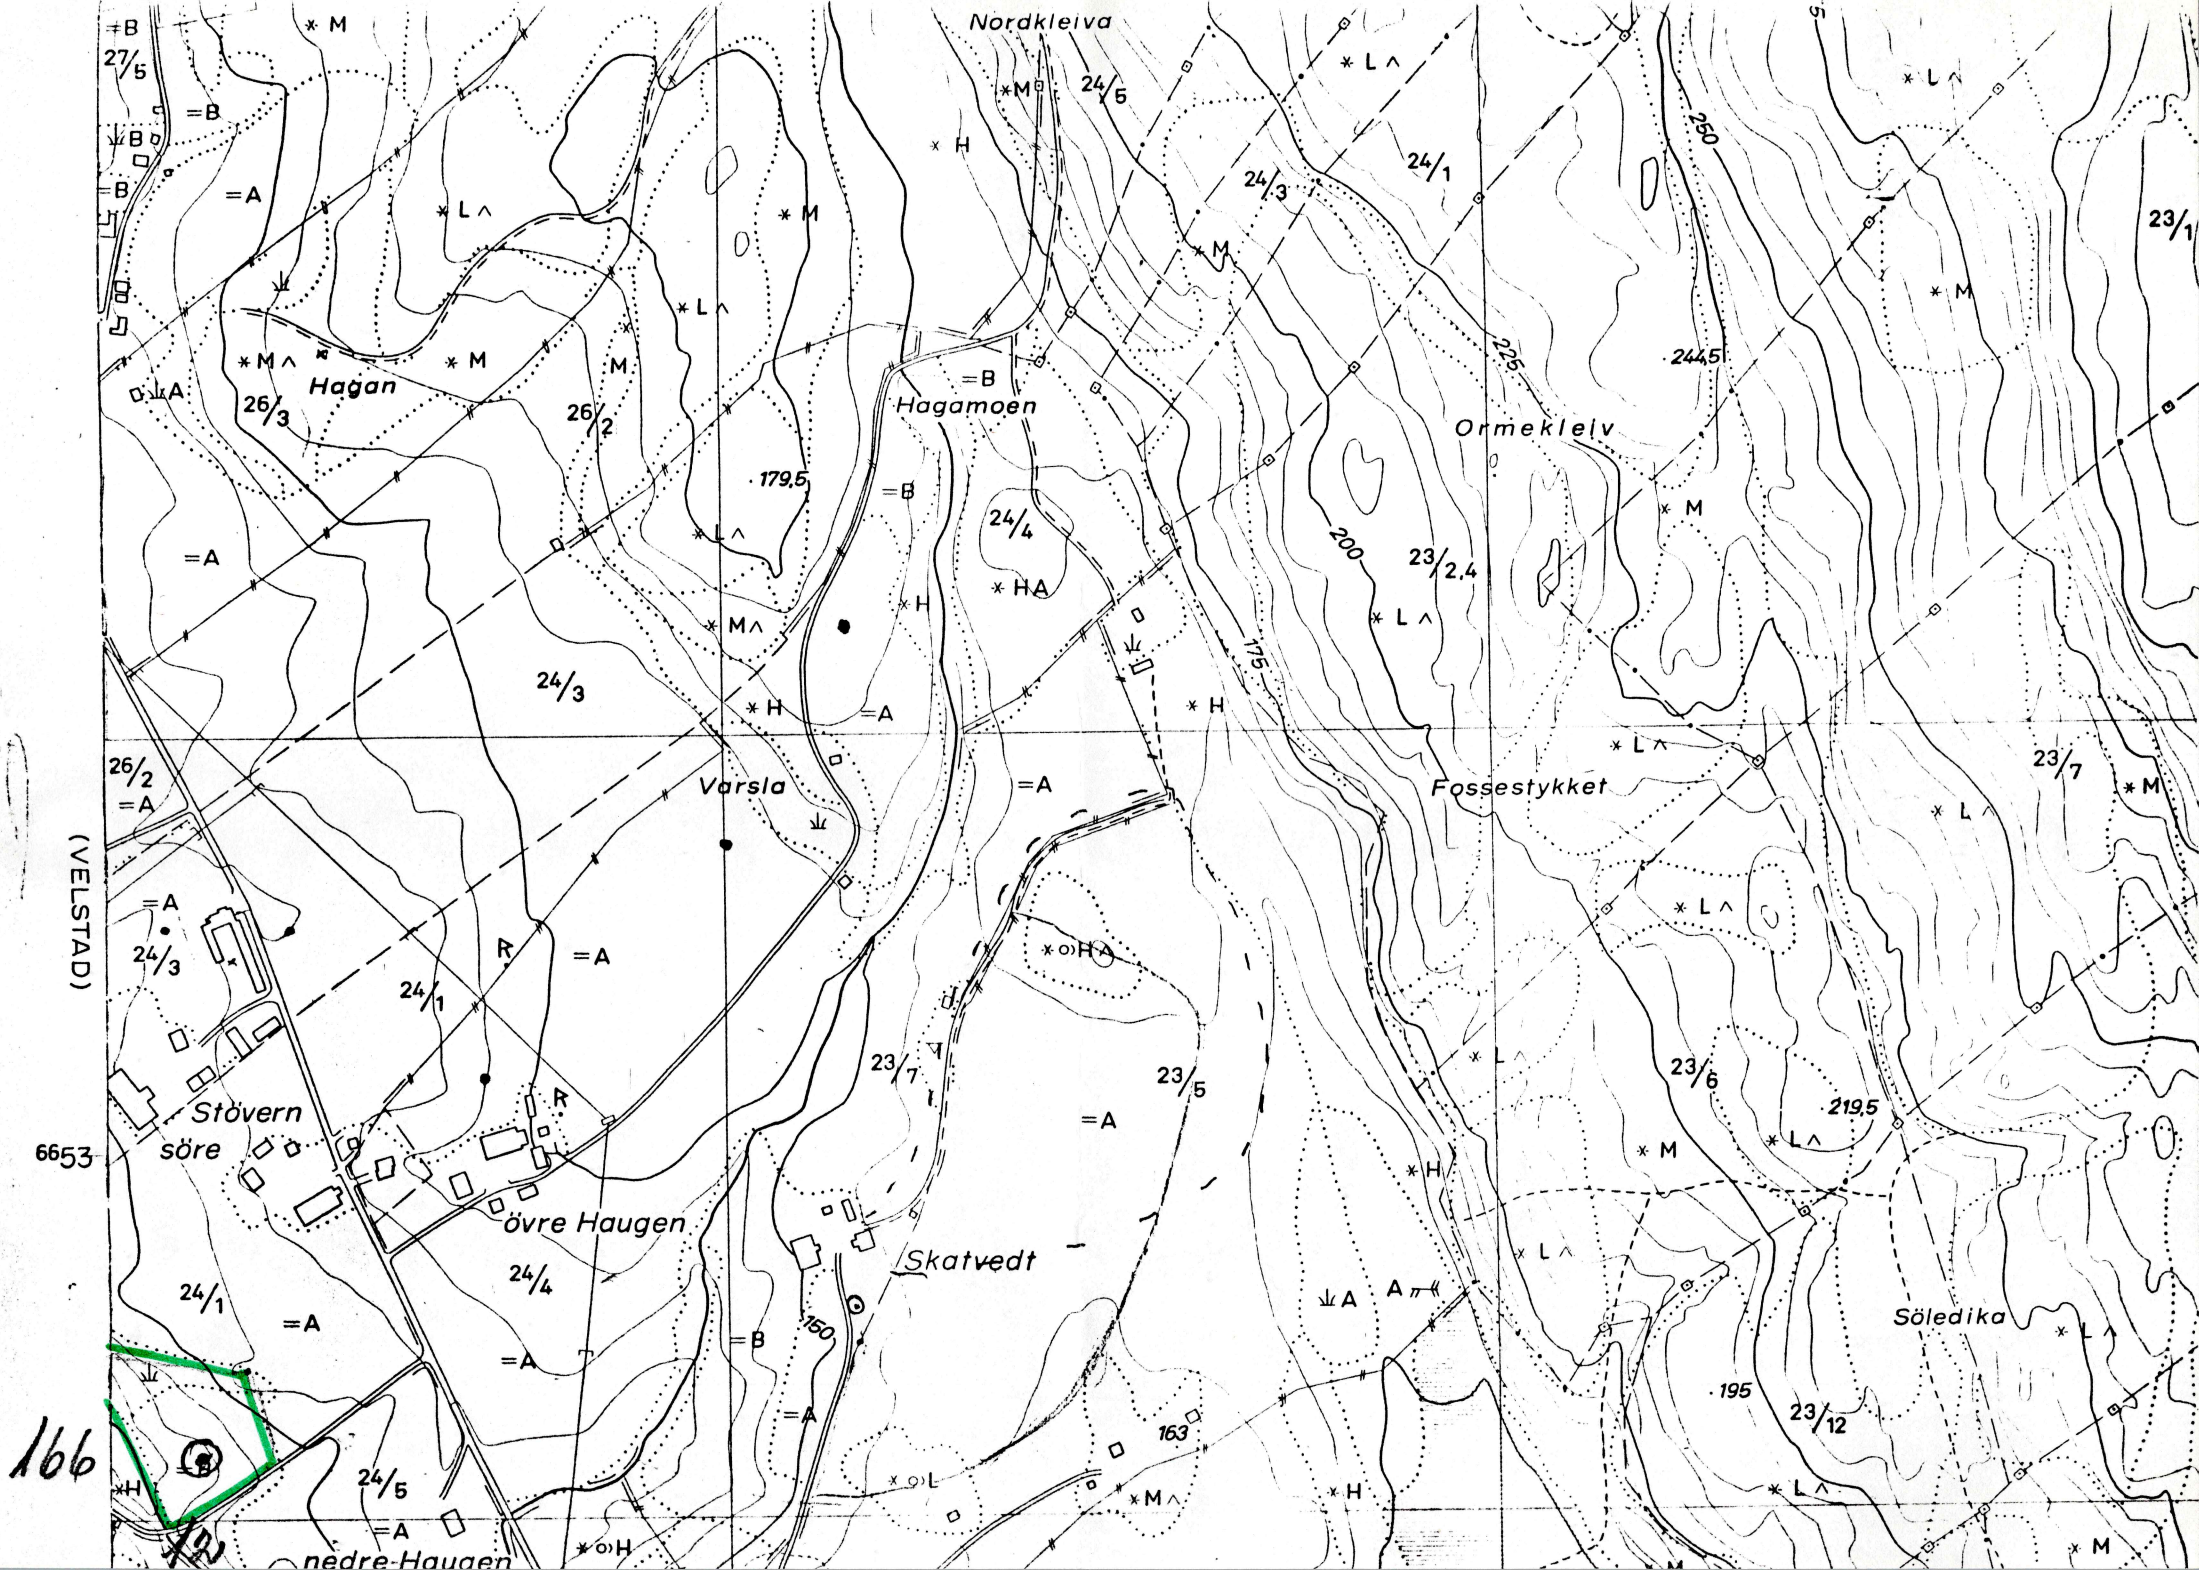 Nordkleiva
=B
* M
27/5
* L ^
* L ^
*M
24/5
=B
250
B
* H
24/1
=B
24/3
=A
* L ^
* M
23/1
* M
* M
* L ^
225
244,5
*M^
* M
M
A
Hagan
=B
26/3
26/2
Hagamoen
Ormekleiv
179,5
=B
* M
24/4
* L ^
200
=A
23/2,4
* H A
* H
* L ^
* M^
175
24/3
* H
=A
* H
* L ^
26/2
23/7
=A
Varsla
=A
Fossestykket
* M
* L ^
(VELSTAD)
=A
* L ^
R
24/3
=A
* o) H A
24/1
* L ^
23/7
23/5
23/6
R
219,5
Stövern
söre
=A
* L ^
6653
* M
* H
övre Haugen
Skatvedt
* L ^
24/4
24/1
A
A
Söledika
=A
150
=B
* L ^
=A
195
=A
23/12
163
166
24/5
* o) L
*H
* M ^
* H
* L ^
=A
12
* o) H
* M
nedre Haugen
M